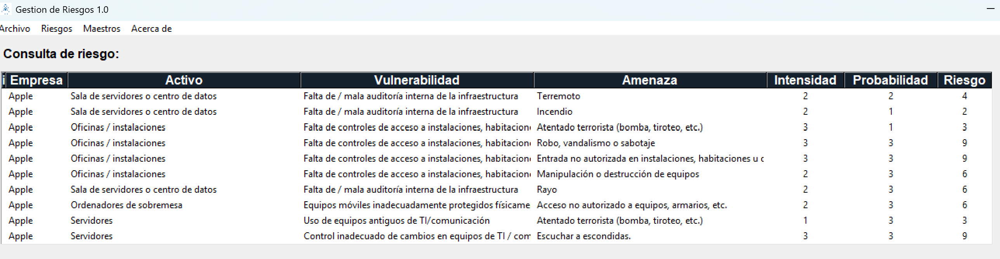 Gestion de Riesgos 1.0
Archivo Riesgos Maestros Acerca de
Consulta de riesgo:
i Empresa Activo Vulnerabilidad Amenaza Intensidad Probabilidad Riesgo
Apple Sala de servidores o centro de datos Falta de / mala auditoría interna de la infraestructura Terremoto 2 2 4
Apple Sala de servidores o centro de datos Falta de / mala auditoría interna de la infraestructura Incendio 2 1 2
Apple Oficinas / instalaciones Falta de controles de acceso a instalaciones, habitacion Atentado terrorista (bomba, tiroteo, etc.) 3 1 3
Apple Oficinas / instalaciones Falta de controles de acceso a instalaciones, habitacion Robo, vandalismo o sabotaje 3 3 9
Apple Oficinas / instalaciones Falta de controles de acceso a instalaciones, habitacion Entrada no autorizada en instalaciones, habitaciones u 3 3 9
Apple Oficinas / instalaciones Falta de controles de acceso a instalaciones, habitacion Manipulación o destrucción de equipos 2 3 6
Apple Sala de servidores o centro de datos Falta de / mala auditoría interna de la infraestructura Rayo 2 3 6
Apple Ordenadores de sobremesa Equipos móviles inadecuadamente protegidos físicame Acceso no autorizado a equipos, armarios, etc. 2 3 6
Apple Servidores Uso de equipos antiguos de TI/comunicación Atentado terrorista (bomba, tiroteo, etc.) 1 3 3
Apple Servidores Control inadecuado de cambios en equipos de TI / com Escuchar a escondidas. 3 3 9